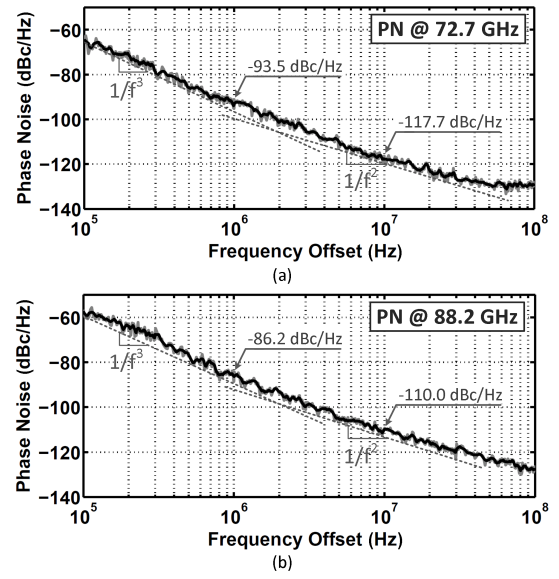 (a)
PN @ 72.7 GHz
Phase Noise (dBc/Hz)
−60
−80
−100
−120
−140
-93.5 dBc/Hz
-117.7 dBc/Hz
1/f³
1/f²
10⁵
10⁶
10⁷
10⁸
Frequency Offset (Hz)
(a)
PN @ 88.2 GHz
Phase Noise (dBc/Hz)
−60
−80
−100
−120
−140
-86.2 dBc/Hz
-110.0 dBc/Hz
1/f³
1/f²
10⁵
10⁶
10⁷
10⁸
Frequency Offset (Hz)
(b)